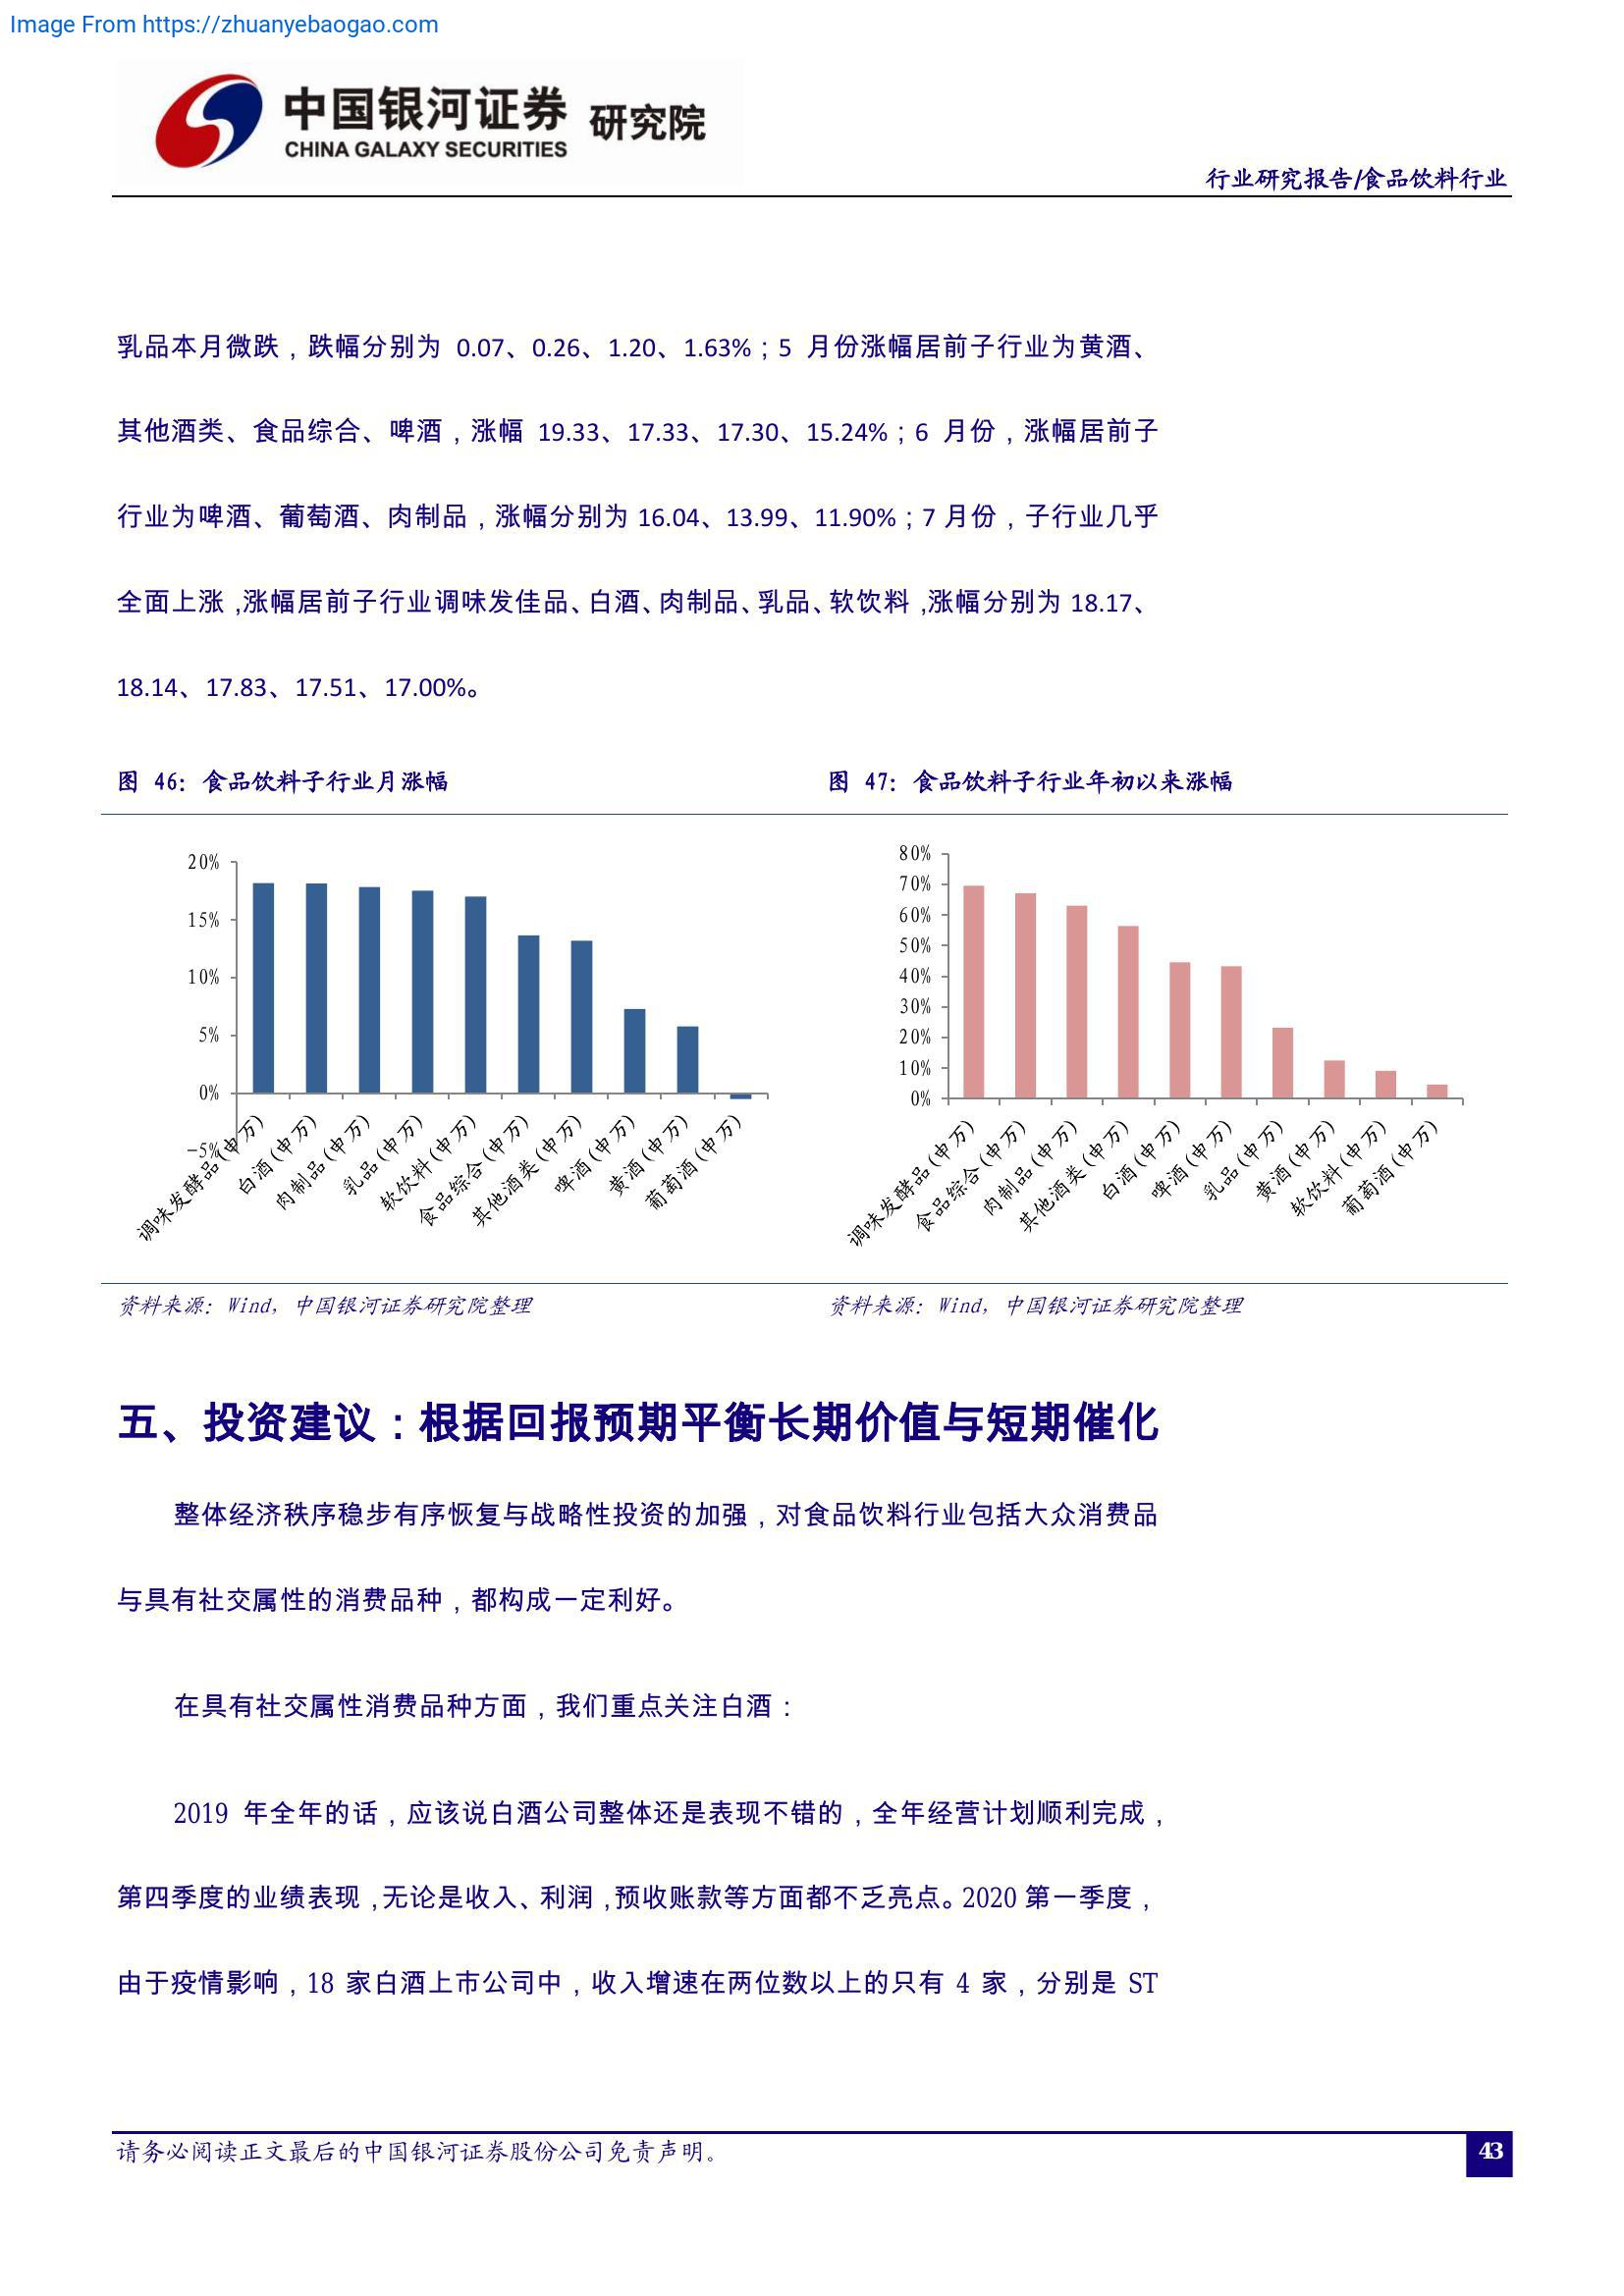 Image From https://zhuanyebaogao.com
中国银河证券 研究院
CHINA GALAXY SECURITIES
行业研究报告/食品饮料行业
乳品本月微跌，跌幅分别为 0.07、0.26、1.20、1.63%；5 月份涨幅居前子行业为黄酒、
其他酒类、食品综合、啤酒，涨幅 19.33、17.33、17.30、15.24%；6 月份，涨幅居前子
行业为啤酒、葡萄酒、肉制品，涨幅分别为 16.04、13.99、11.90%；7 月份，子行业几乎
全面上涨，涨幅居前子行业调味发佳品、白酒、肉制品、乳品、软饮料，涨幅分别为 18.17、
18.14、17.83、17.51、17.00%。
图 46：食品饮料子行业月涨幅
图 47：食品饮料子行业年初以来涨幅
20%
15%
10%
5%
0%
-5%
调味发酵品(申万)
白酒(申万)
肉制品(申万)
乳品(申万)
软饮料(申万)
食品综合(申万)
其他酒类(申万)
啤酒(申万)
黄酒(申万)
葡萄酒(申万)
80%
70%
60%
50%
40%
30%
20%
10%
0%
调味发酵品(申万)
食品综合(申万)
肉制品(申万)
其他酒类(申万)
白酒(申万)
啤酒(申万)
乳品(申万)
黄酒(申万)
软饮料(申万)
葡萄酒(申万)
资料来源：Wind，中国银河证券研究院整理
资料来源：Wind，中国银河证券研究院整理
五、投资建议：根据回报预期平衡长期价值与短期催化
整体经济秩序稳步有序恢复与战略性投资的加强，对食品饮料行业包括大众消费品
与具有社交属性的消费品种，都构成一定利好。
在具有社交属性消费品种方面，我们重点关注白酒：
2019 年全年的话，应该说白酒公司整体还是表现不错的，全年经营计划顺利完成，
第四季度的业绩表现，无论是收入、利润，预收账款等方面都不乏亮点。2020 第一季度，
由于疫情影响，18 家白酒上市公司中，收入增速在两位数以上的只有 4 家，分别是 ST
请务必阅读正文最后的中国银河证券股份公司免责声明。
43